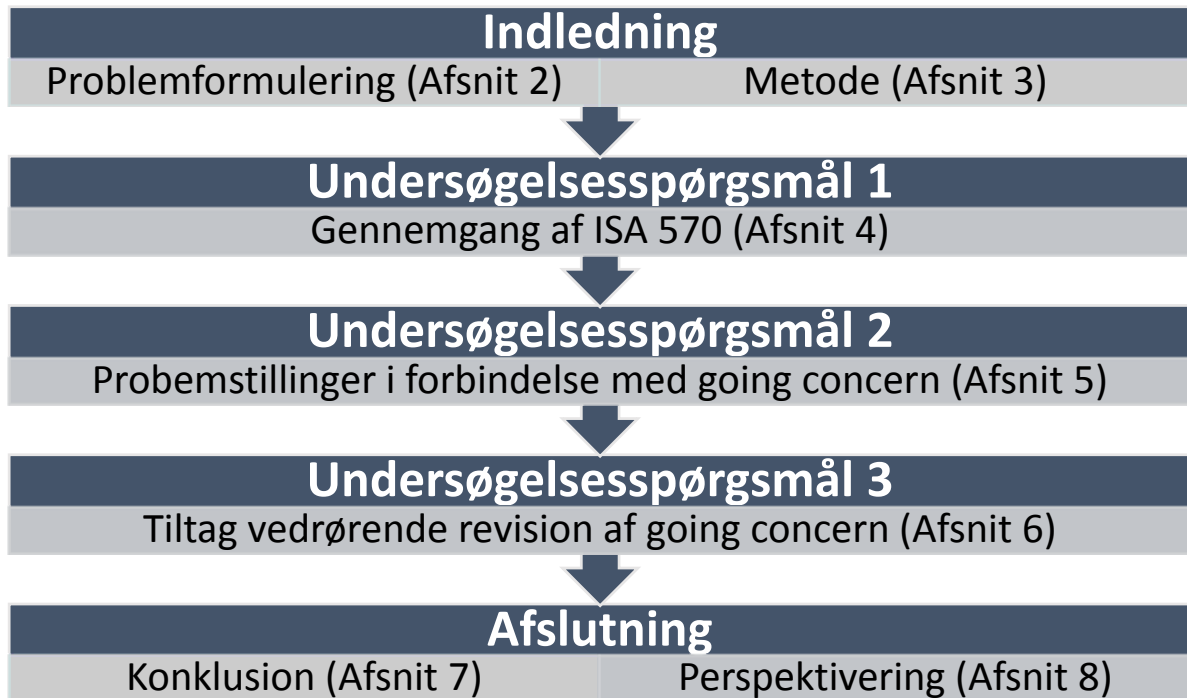 Indledning
Problemformulering (Afsnit 2) Metode (Afsnit 3)
Undersøgelsesspørgsmål 1
Gennemgang af ISA 570 (Afsnit 4)
Undersøgelsesspørgsmål 2
Probemstillinger i forbindelse med going concern (Afsnit 5)
Undersøgelsesspørgsmål 3
Tiltag vedrørende revision af going concern (Afsnit 6)
Afslutning
Konklusion (Afsnit 7) Perspektivering (Afsnit 8)